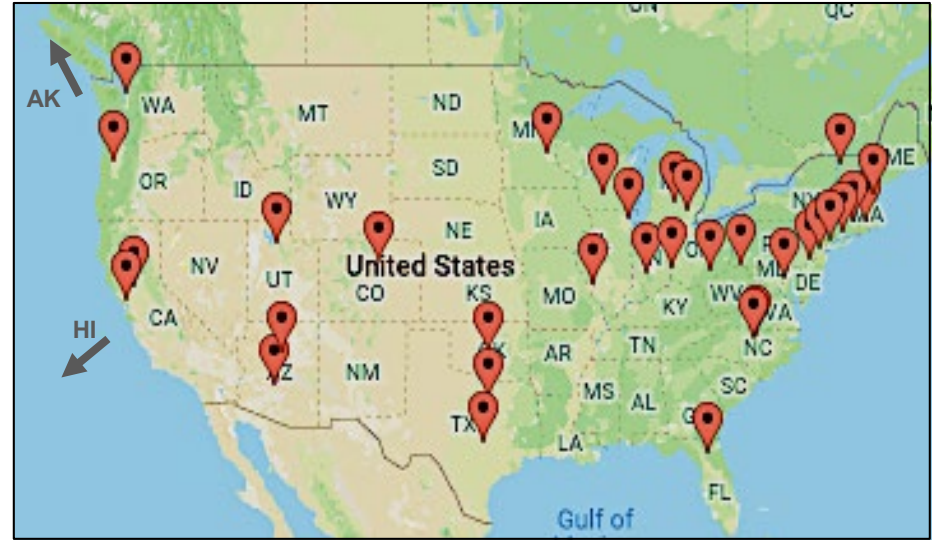 ON
QC
AK
WA
MT
ND
ME
OR
ID
SD
WY
NY
IA
NE
NV
United States
UT
CO
KS
MO
KY
WV
VA
DE
CA
HI
NM
AR
TN
NC
MS
AL
SC
TX
LA
FL
Gulf of